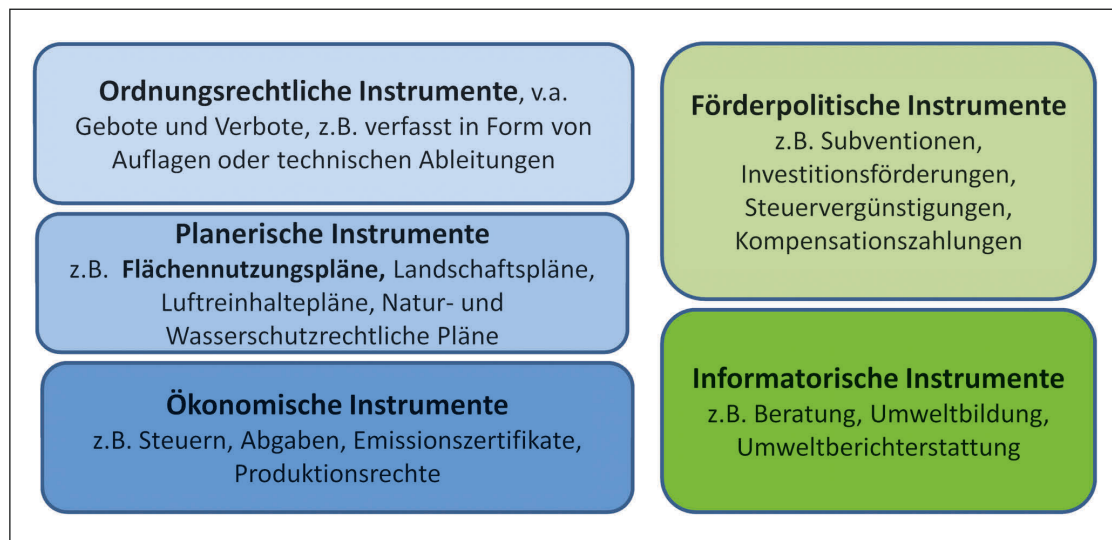 Ordnungsrechtliche Instrumente, v.a.
Gebote und Verbote, z.B. verfasst in Form von
Auflagen oder technischen Ableitungen
Planerische Instrumente
z.B. Flächennutzungspläne, Landschaftspläne,
Luftreinhaltepläne, Natur- und
Wasserschutzrechtliche Pläne
Ökonomische Instrumente
z.B. Steuern, Abgaben, Emissionszertifikate,
Produktionsrechte
Förderpolitische Instrumente
z.B. Subventionen,
Investitionsförderungen,
Steuervergünstigungen,
Kompensationszahlungen
Informatorische Instrumente
z.B. Beratung, Umweltbildung,
Umweltberichterstattung